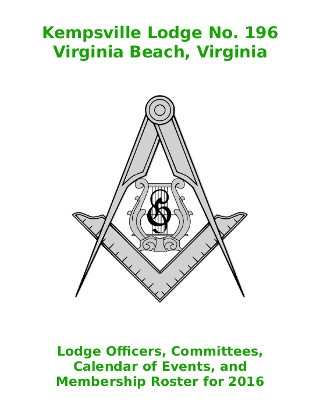 Kempsville Lodge No. 196
Virginia Beach, Virginia
Lodge Officers, Committees,
Calendar of Events, and
Membership Roster for 2016